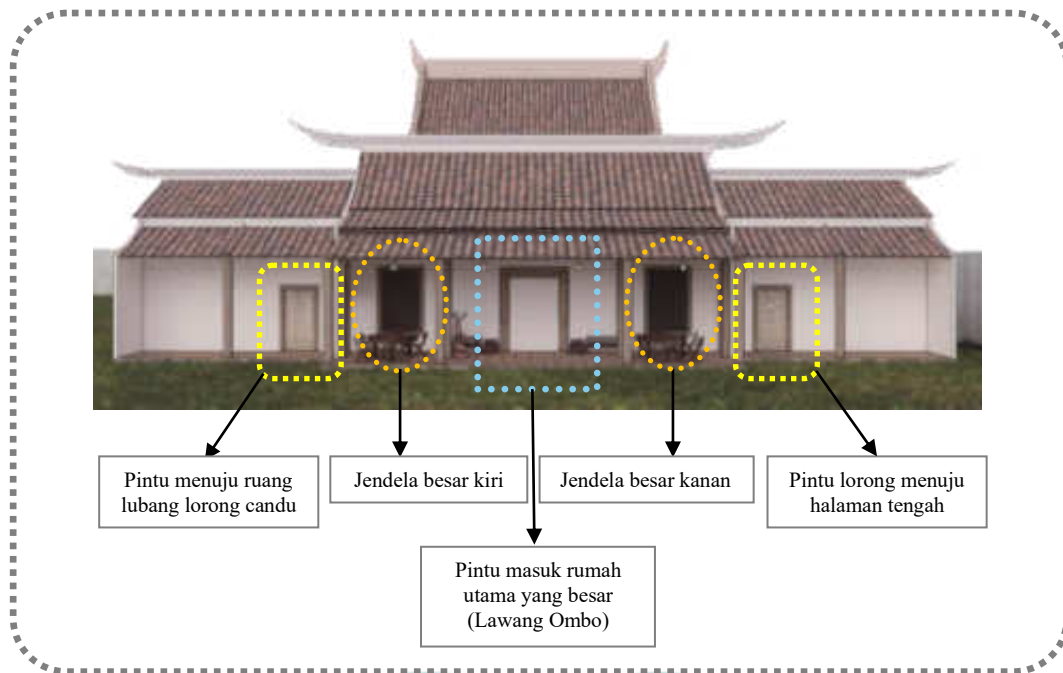 Pintu menuju ruang
lubang lorong candu
Jendela besar kiri
Jendela besar kanan
Pintu lorong menuju
halaman tengah
Pintu masuk rumah
utama yang besar
(Lawang Ombo)